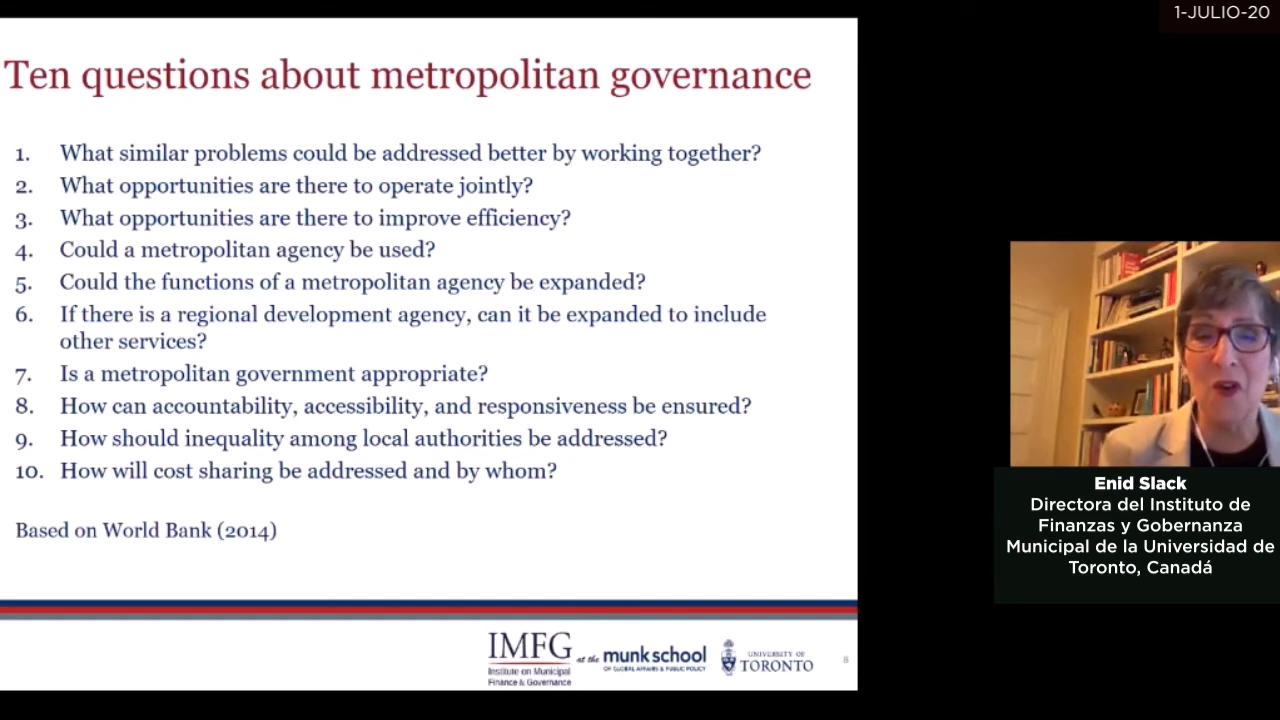 1-JULIO-20
Ten questions about metropolitan governance
1. What similar problems could be addressed better by working together?
2. What opportunities are there to operate jointly?
3. What opportunities are there to improve efficiency?
4. Could a metropolitan agency be used?
5. Could the functions of a metropolitan agency be expanded?
6. If there is a regional development agency, can it be expanded to include
other services?
7. Is a metropolitan government appropriate?
8. How can accountability, accessibility, and responsiveness be ensured?
9. How should inequality among local authorities be addressed?
10. How will cost sharing be addressed and by whom?
Based on World Bank (2014)
IMFG
Institute on Municipal
Finance & Governance
at the munk school
OF GLOBAL AFFAIRS & PUBLIC POLICY
UNIVERSITY OF
TORONTO
8
Enid Slack
Directora del Instituto de
Finanzas y Gobernanza
Municipal de la Universidad de
Toronto, Canadá